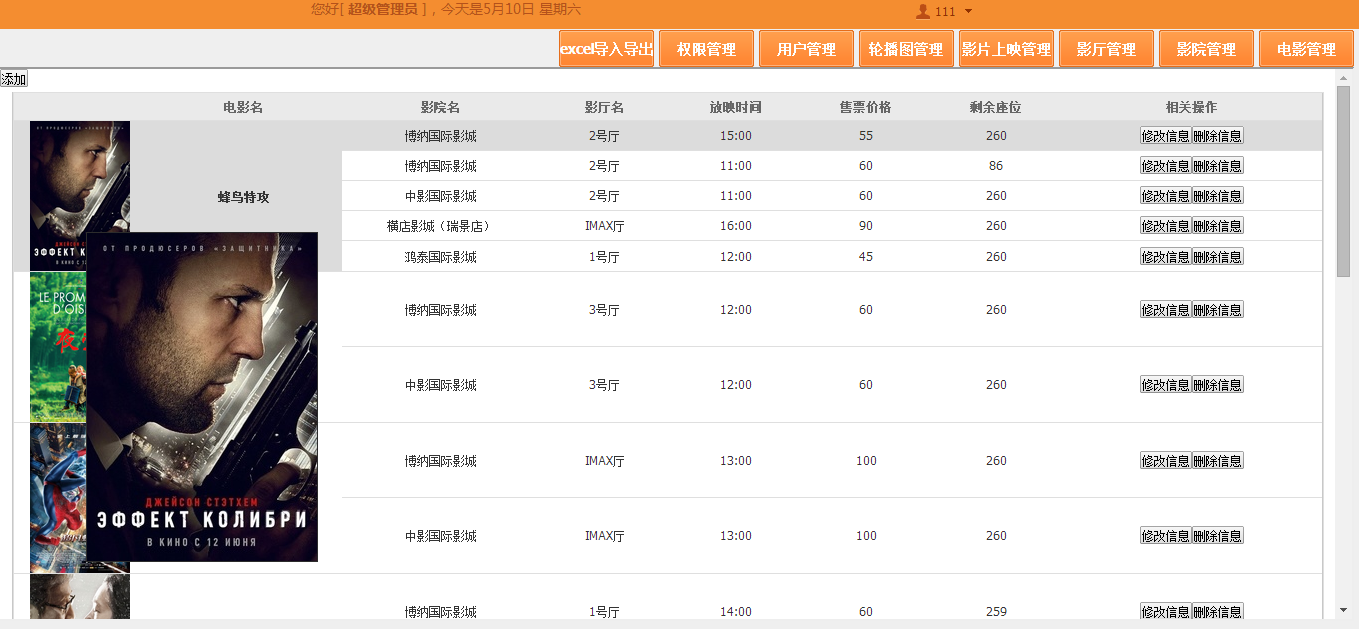 您好[ 超级管理员 ]，今天是5月10日 星期六
111
excel导入导出 权限管理 用户管理 轮播图管理 影片上映管理 影厅管理 影院管理 电影管理
添加
电影名 影院名 影厅名 放映时间 售票价格 剩余座位 相关操作
博纳国际影城 2号厅 15:00 55 260 修改信息 删除信息
博纳国际影城 2号厅 11:00 60 86 修改信息 删除信息
蜂鸟特攻
中影国际影城 2号厅 11:00 60 260 修改信息 删除信息
横店影城（瑞景店） IMAX厅 16:00 90 260 修改信息 删除信息
鸿泰国际影城 1号厅 12:00 45 260 修改信息 删除信息
博纳国际影城 3号厅 12:00 60 260 修改信息 删除信息
中影国际影城 3号厅 12:00 60 260 修改信息 删除信息
博纳国际影城 IMAX厅 13:00 100 260 修改信息 删除信息
中影国际影城 IMAX厅 13:00 100 260 修改信息 删除信息
博纳国际影城 1号厅 14:00 60 259 修改信息 删除信息
LE PROM
D'OIS
ОТ ПРОДЮСЕРОВ «ЗАЩИТНИКА»
ДЖЕЙСОН СТЭТХЕМ
ЭФФЕКТ КОЛИБРИ
В КИНО С 12 ИЮНЯ